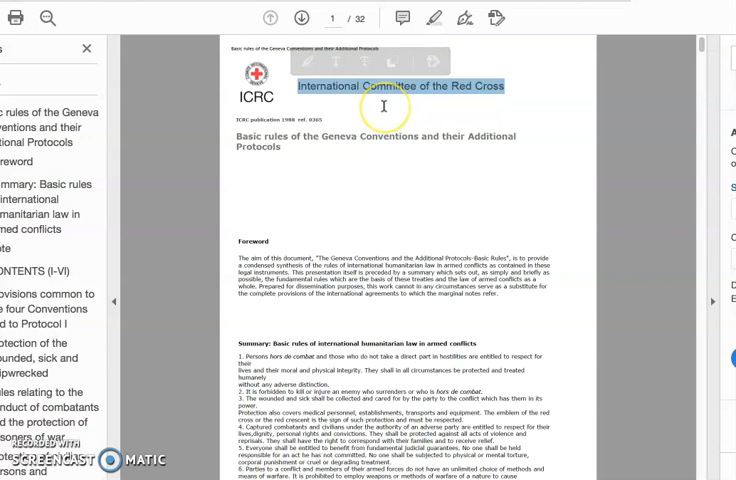 1 / 32
s
c rules of the Geneva
ventions and their
tional Protocols
reword
mmary: Basic rules
international
manitarian law in
med conflicts
ote
ONTENTS (I-VI)
ovisions common to
e four Conventions
d to Protocol I
otection of the
ounded, sick and
ipwrecked
ules relating to the
nduct of combatants
d the protection of
soners of war
RECORDED WITH
SCREENCAST MATIC
rsons and
Basic rules of the Geneva Conventions and their Additional Protocols
ICRC
International Committee of the Red Cross
ICRC publication 1988 ref. 0365
Basic rules of the Geneva Conventions and their Additional
Protocols
Foreword
The aim of this document, "The Geneva Conventions and the Additional Protocols-Basic Rules", is to provide
a condensed synthesis of the rules of international humanitarian law in armed conflicts as contained in these
legal instruments. This presentation itself is preceded by a summary which sets out, as simply and briefly as
possible, the fundamental rules which are the basis of these treaties and the law of armed conflicts as a
whole. Prepared for dissemination purposes, this work cannot in any circumstances serve as a substitute for
the complete provisions of the international agreements to which the marginal notes refer.
Summary: Basic rules of international humanitarian law in armed conflicts
1. Persons hors de combat and those who do not take a direct part in hostilities are entitled to respect for
their
lives and their moral and physical integrity. They shall in all circumstances be protected and treated
humanely
without any adverse distinction.
2. It is forbidden to kill or injure an enemy who surrenders or who is hors de combat.
3. The wounded and sick shall be collected and cared for by the party to the conflict which has them in its
power.
Protection also covers medical personnel, establishments, transports and equipment. The emblem of the red
cross or the red crescent is the sign of such protection and must be respected.
4. Captured combatants and civilians under the authority of an adverse party are entitled to respect for their
lives,dignity, personal rights and convictions. They shall be protected against all acts of violence and
reprisals. They shall have the right to correspond with their families and to receive relief.
5. Everyone shall be entitled to benefit from fundamental judicial guarantees. No one shall be held
responsible for an act he has not committed. No one shall be subjected to physical or mental torture,
corporal punishment or cruel or degrading treatment.
6. Parties to a conflict and members of their armed forces do not have an unlimited choice of methods and
means of warfare. It is prohibited to employ weapons or methods of warfare of a nature to cause